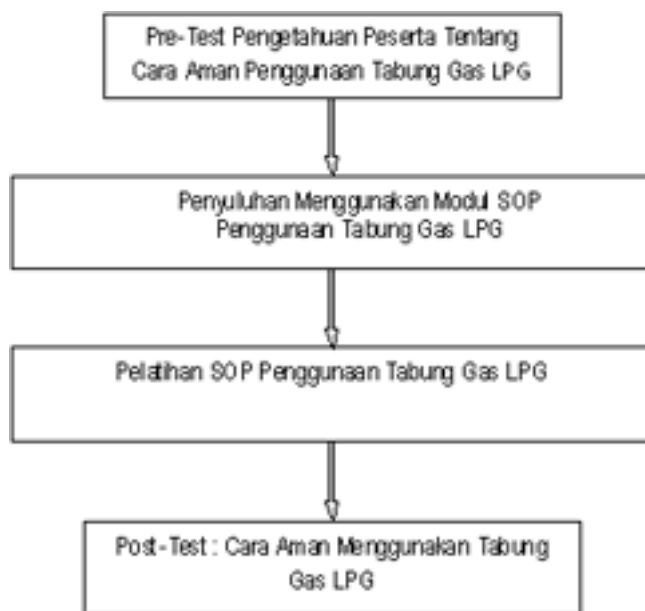 Pre-Test Pengetahuan Peserta Tentang
Cara Aman Penggunaan Tabung Gas LPG
Penyuluhan Menggunakan Modul SOP
Penggunaan Tabung Gas LPG
Pelatihan SOP Penggunaan Tabung Gas LPG
Post-Test : Cara Aman Menggunakan Tabung
Gas LPG